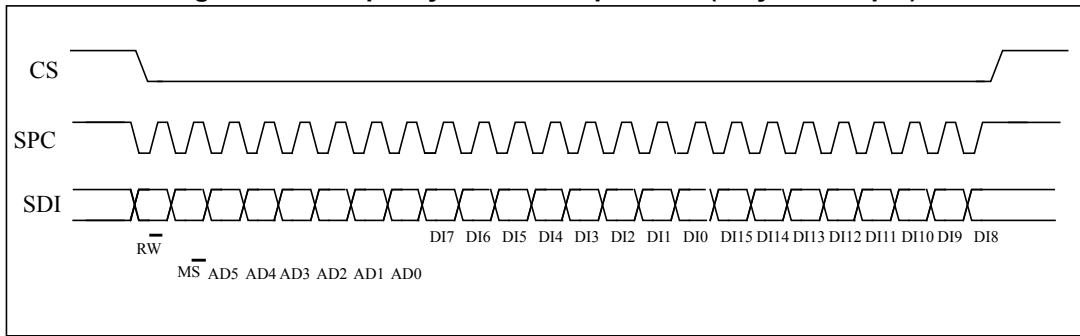 CS
SPC
SDI
RW
DI7 DI6 DI5 DI4 DI3 DI2 DI1 DI0 DI15 DI14 DI13 DI12 DI11 DI10 DI9 DI8
MS AD5 AD4 AD3 AD2 AD1 AD0